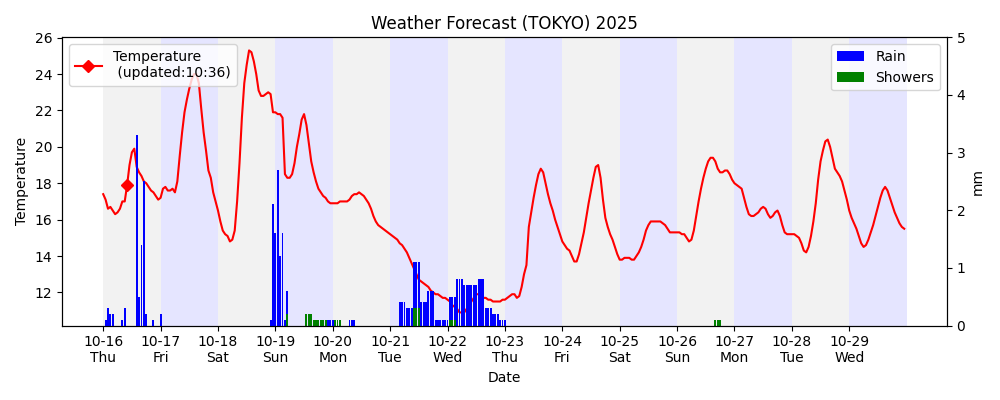 Weather Forecast (TOKYO) 2025
Temperature
(updated:10:36)
Rain
Showers
26
24
22
20
18
16
14
12
Temperature
5
4
3
2
1
0
mm
10-16 10-17 10-18 10-19 10-20 10-21 10-22 10-23 10-24 10-25 10-26 10-27 10-28 10-29
Thu Fri Sat Sun Mon Tue Wed Thu Fri Sat Sun Mon Tue Wed
Date